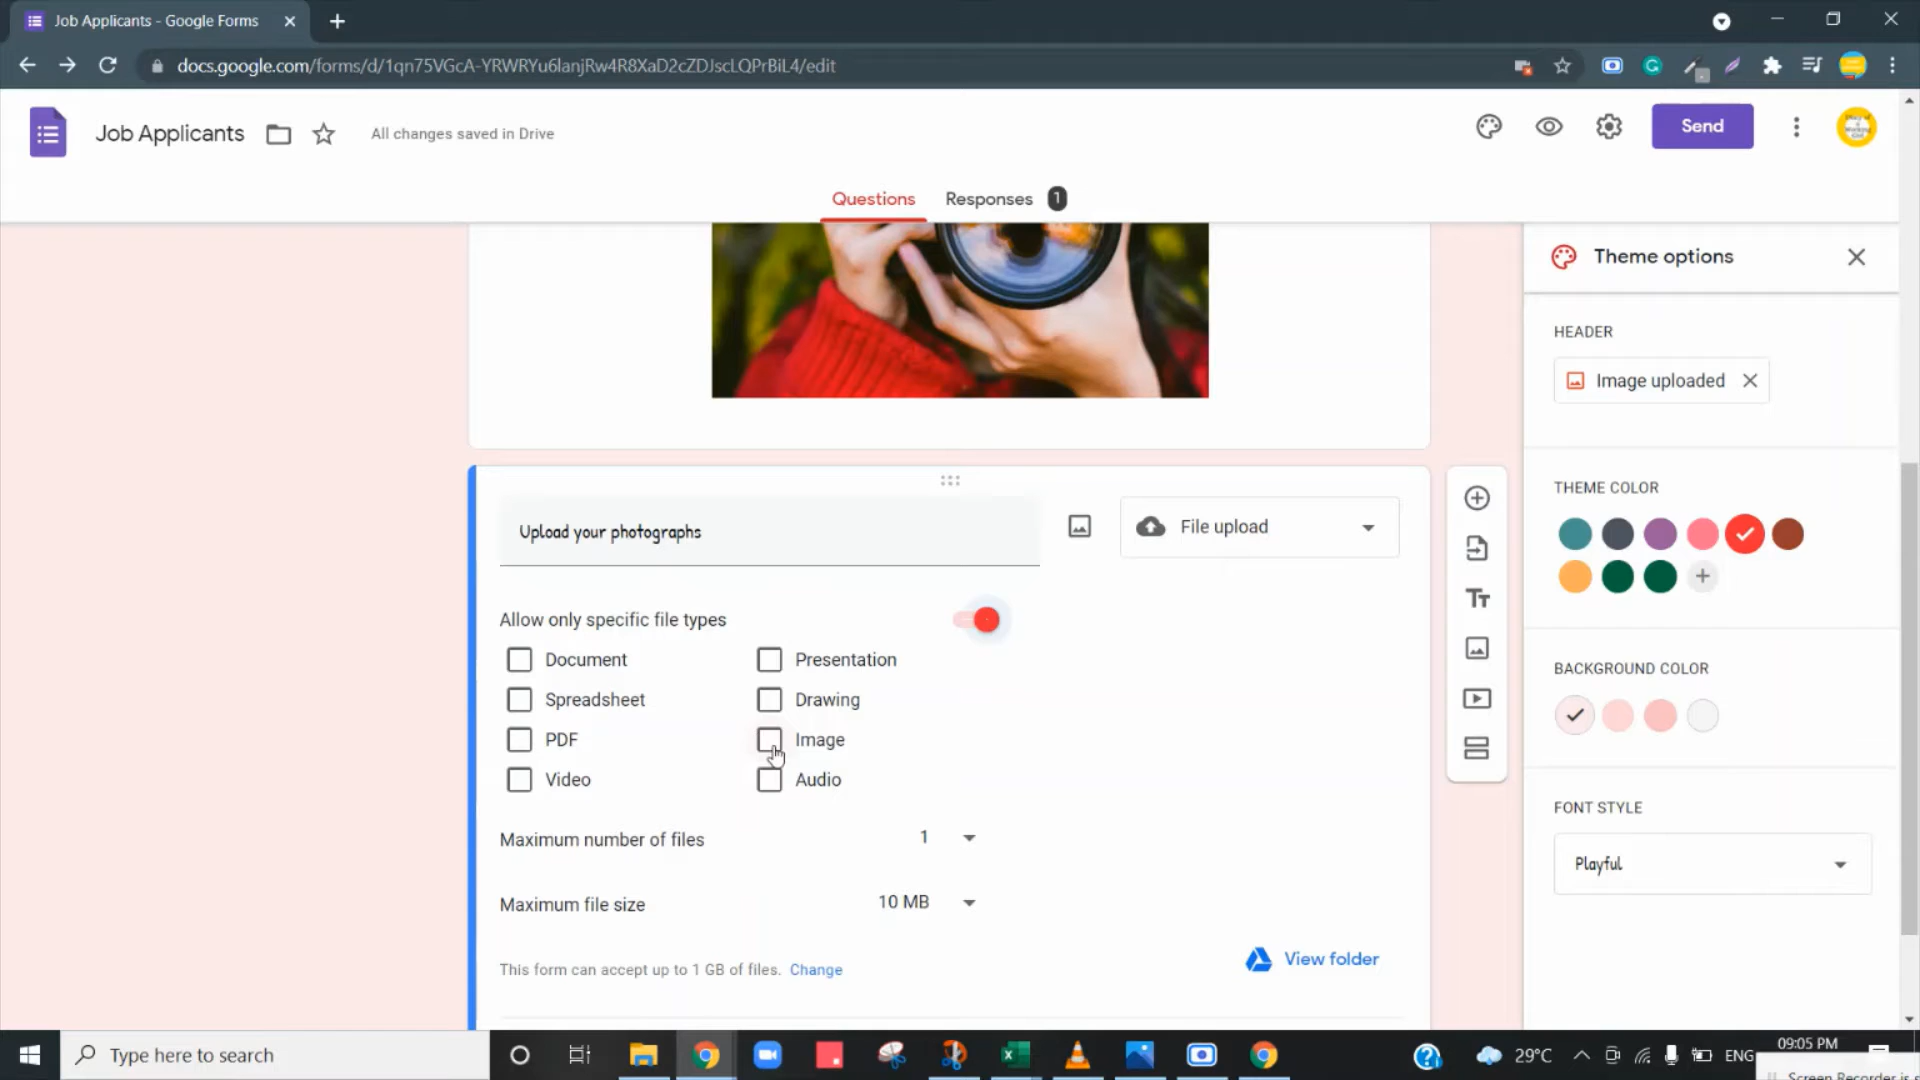 Job Applicants - Google Forms
docs.google.com/forms/d/1qn75VGcA-YRWRYu6lanjRw4R8XaD2cZDJscLQPrBiL4/edit
Job Applicants
All changes saved in Drive
Send
Questions
Responses 1
Theme options
HEADER
Image uploaded
THEME COLOR
BACKGROUND COLOR
FONT STYLE
Playful
Upload your photographs
File upload
Allow only specific file types
Document
Presentation
Spreadsheet
Drawing
PDF
Image
Video
Audio
Maximum number of files
1
Maximum file size
10 MB
This form can accept up to 1 GB of files. Change
View folder
Type here to search
29°C
ENG
09:05 PM